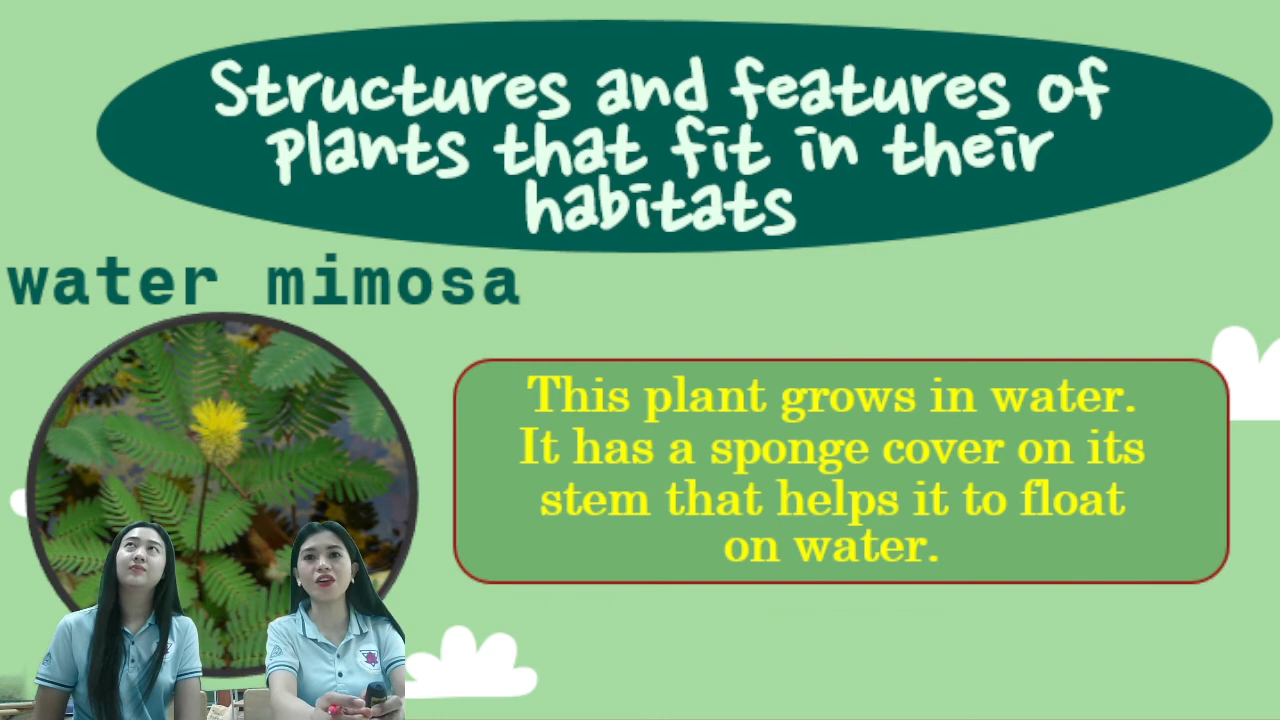 Structures and features of
plants that fit in their
habitats
water mimosa
This plant grows in water.
It has a sponge cover on its
stem that helps it to float
on water.